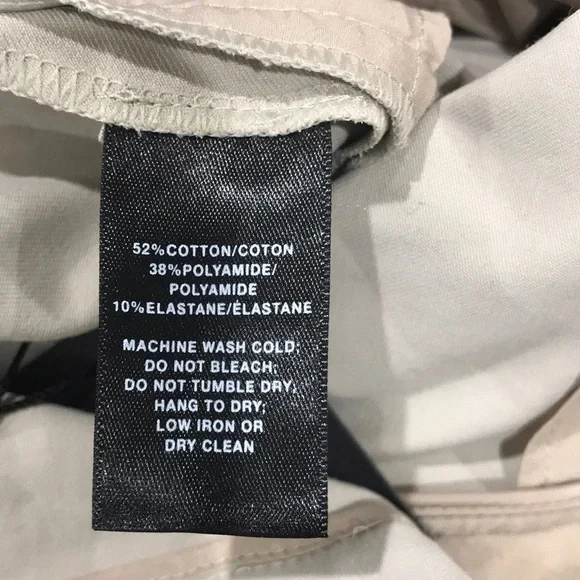 52%COTTON/COTON
38%POLYAMIDE/
POLYAMIDE
10%ELASTANE/ÉLASTANE
MACHINE WASH COLD;
DO NOT BLEACH;
DO NOT TUMBLE DRY;
HANG TO DRY;
LOW IRON OR
DRY CLEAN